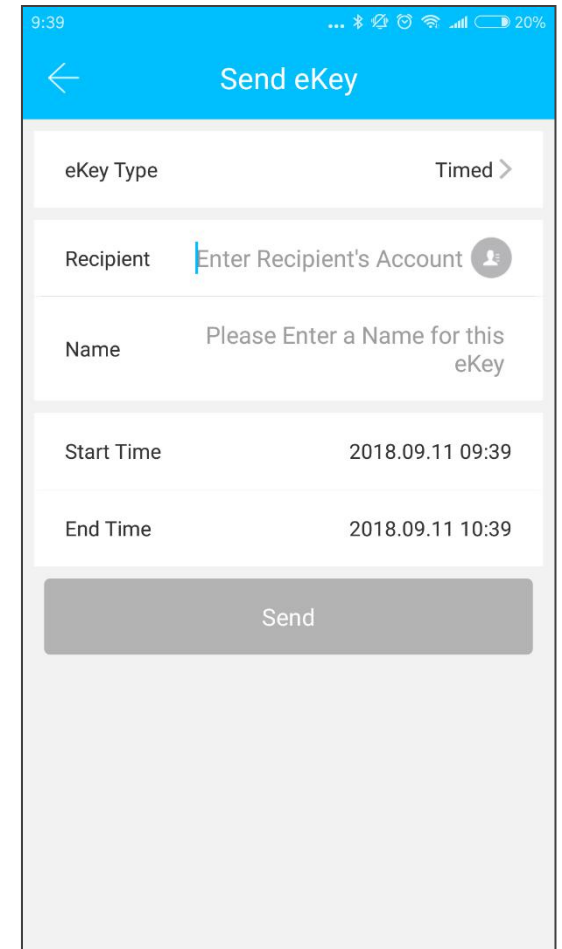 9:39 ... 20%
Send eKey
eKey Type Timed
Recipient Enter Recipient's Account
Name Please Enter a Name for this
eKey
Start Time 2018.09.11 09:39
End Time 2018.09.11 10:39
Send